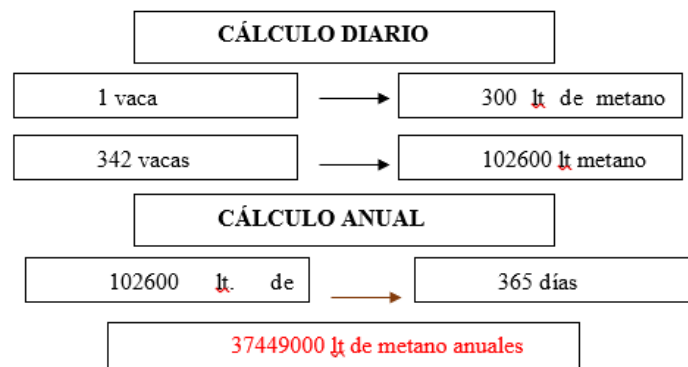 CÁLCULO DIARIO
1 vaca
300 lt de metano
342 vacas
102600 lt metano
CÁLCULO ANUAL
102600 lt. de
365 días
37449000 lt de metano anuales